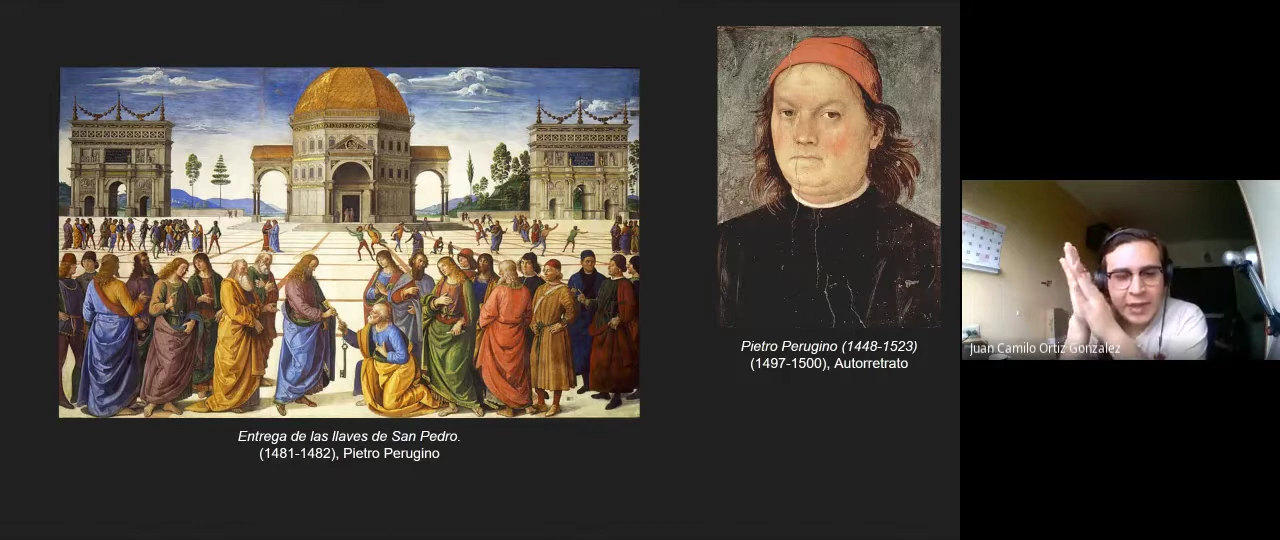 Entrega de las llaves de San Pedro.
(1481-1482), Pietro Perugino
Pietro Perugino (1448-1523)
(1497-1500), Autorretrato
Juan Camilo Ortiz Gonzalez